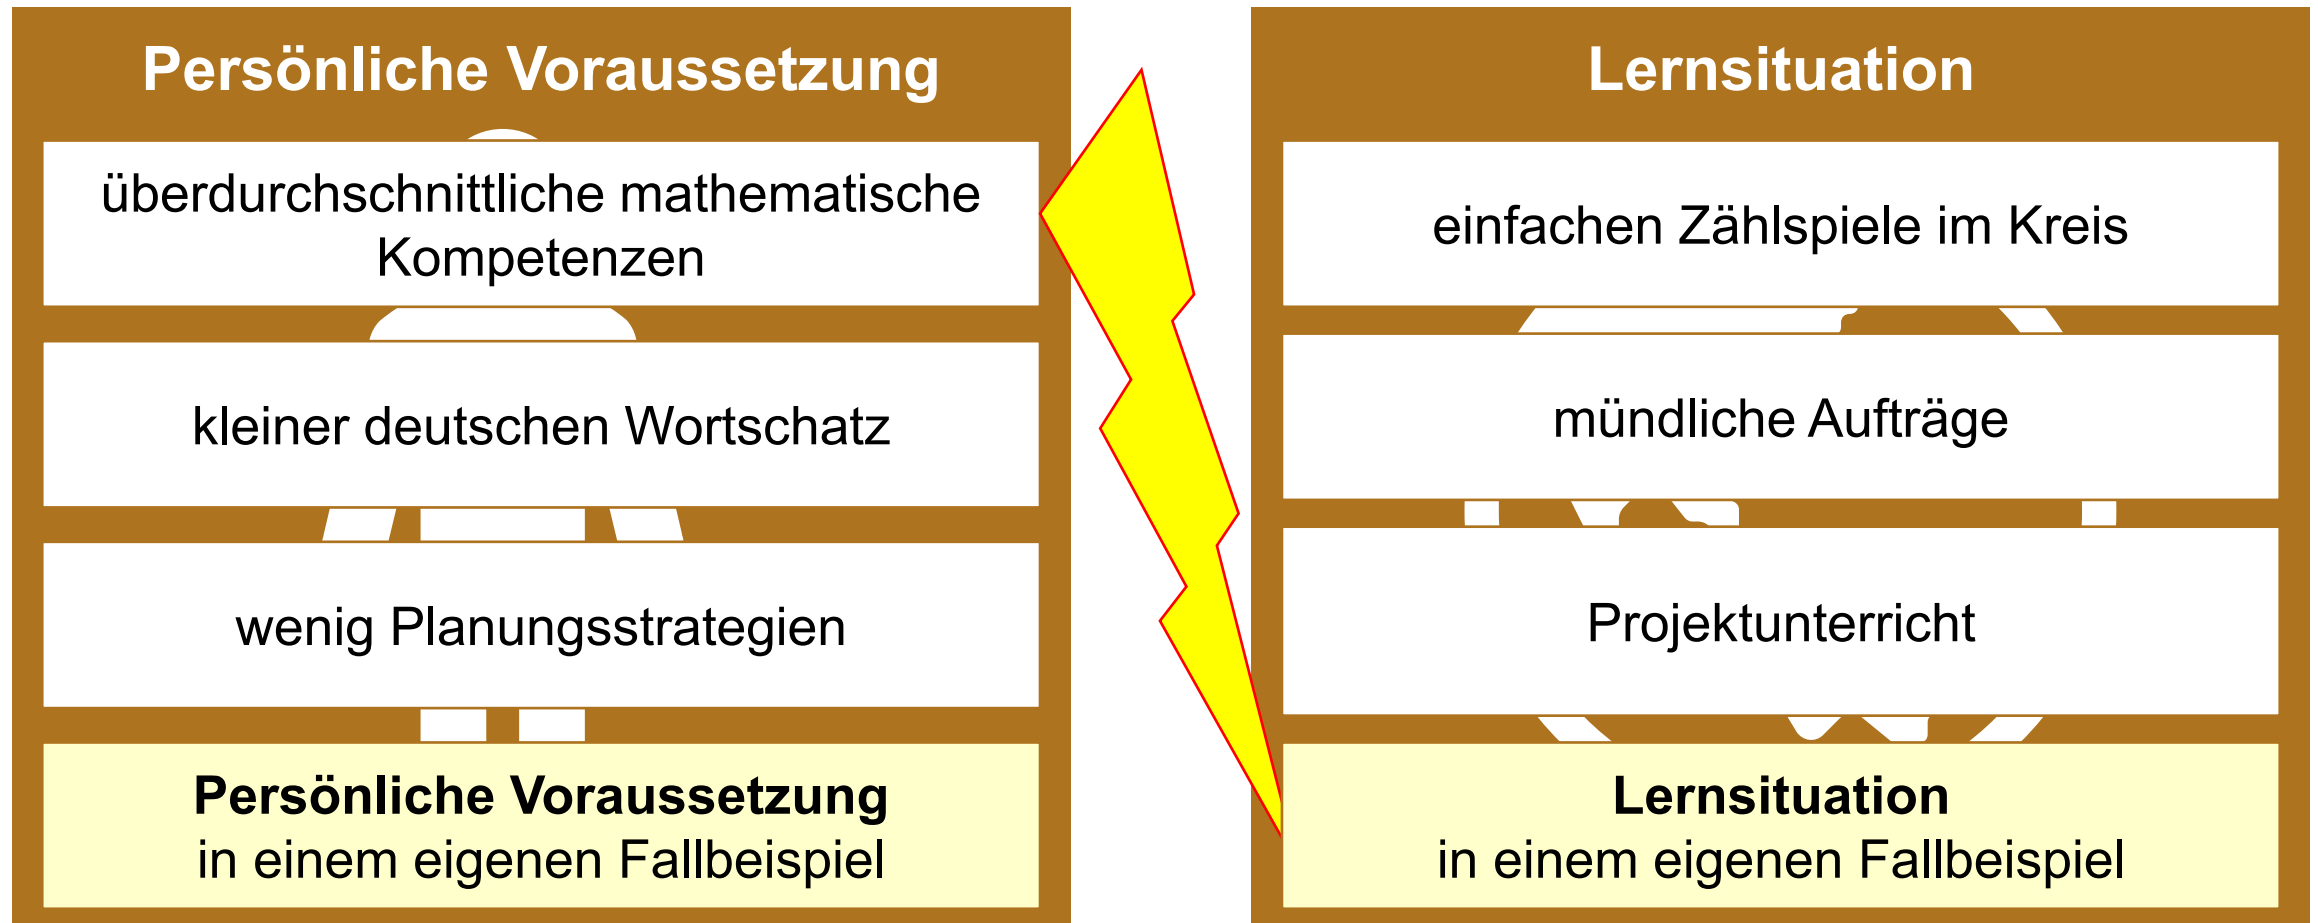 Persönliche Voraussetzung
überdurchschnittliche mathematische
Kompetenzen
kleiner deutschen Wortschatz
wenig Planungsstrategien
Persönliche Voraussetzung
in einem eigenen Fallbeispiel
Lernsituation
einfachen Zählspiele im Kreis
mündliche Aufträge
Projektunterricht
Lernsituation
in einem eigenen Fallbeispiel